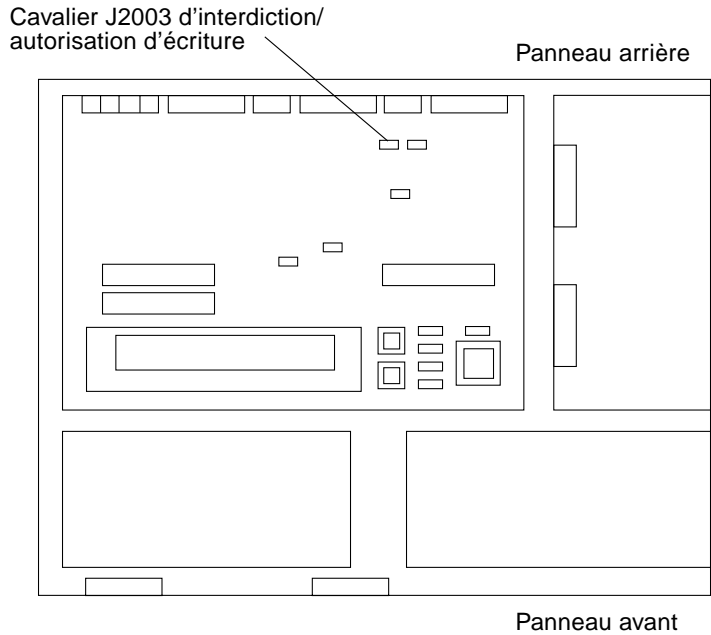 Cavalier J2003 d’interdiction/
autorisation d’écriture
Panneau arrière
Panneau avant